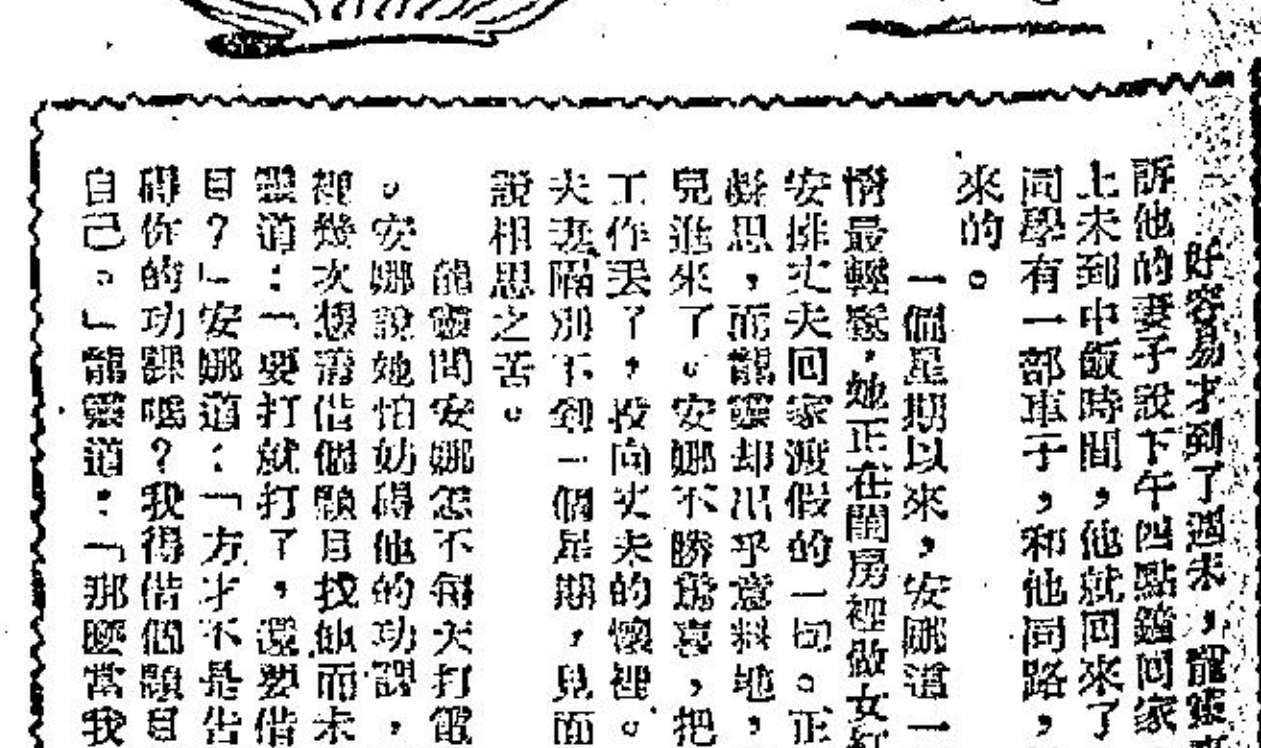 好容易才到了週末，龍靈
訴他的妻子說下午四點鐘回家
上未到中飯時間，他就回來了
同學有一部車子，和他同路，
來的。
一個星期以來，安娜這一
情最輕鬆，她正在閨房裡做女紅
安排丈夫回家渡假的一切。正
凝思，而龍靈却出乎意料地，
兒進來了。安娜不勝驚喜，把
工作丟了，投向丈夫的懷裡。
夫妻隔別不到一個星期，見面
說相思之苦。
龍靈問安娜怎不每天打電
。安娜說她怕妨碍他的功課，
裡幾次想要借個題目找他而未
靈道：「要打就打了，還要借
目？」安娜道：「方才不是告
碍你的功課嗎？我得借個題目
自己。」龍靈道：「那麼當我